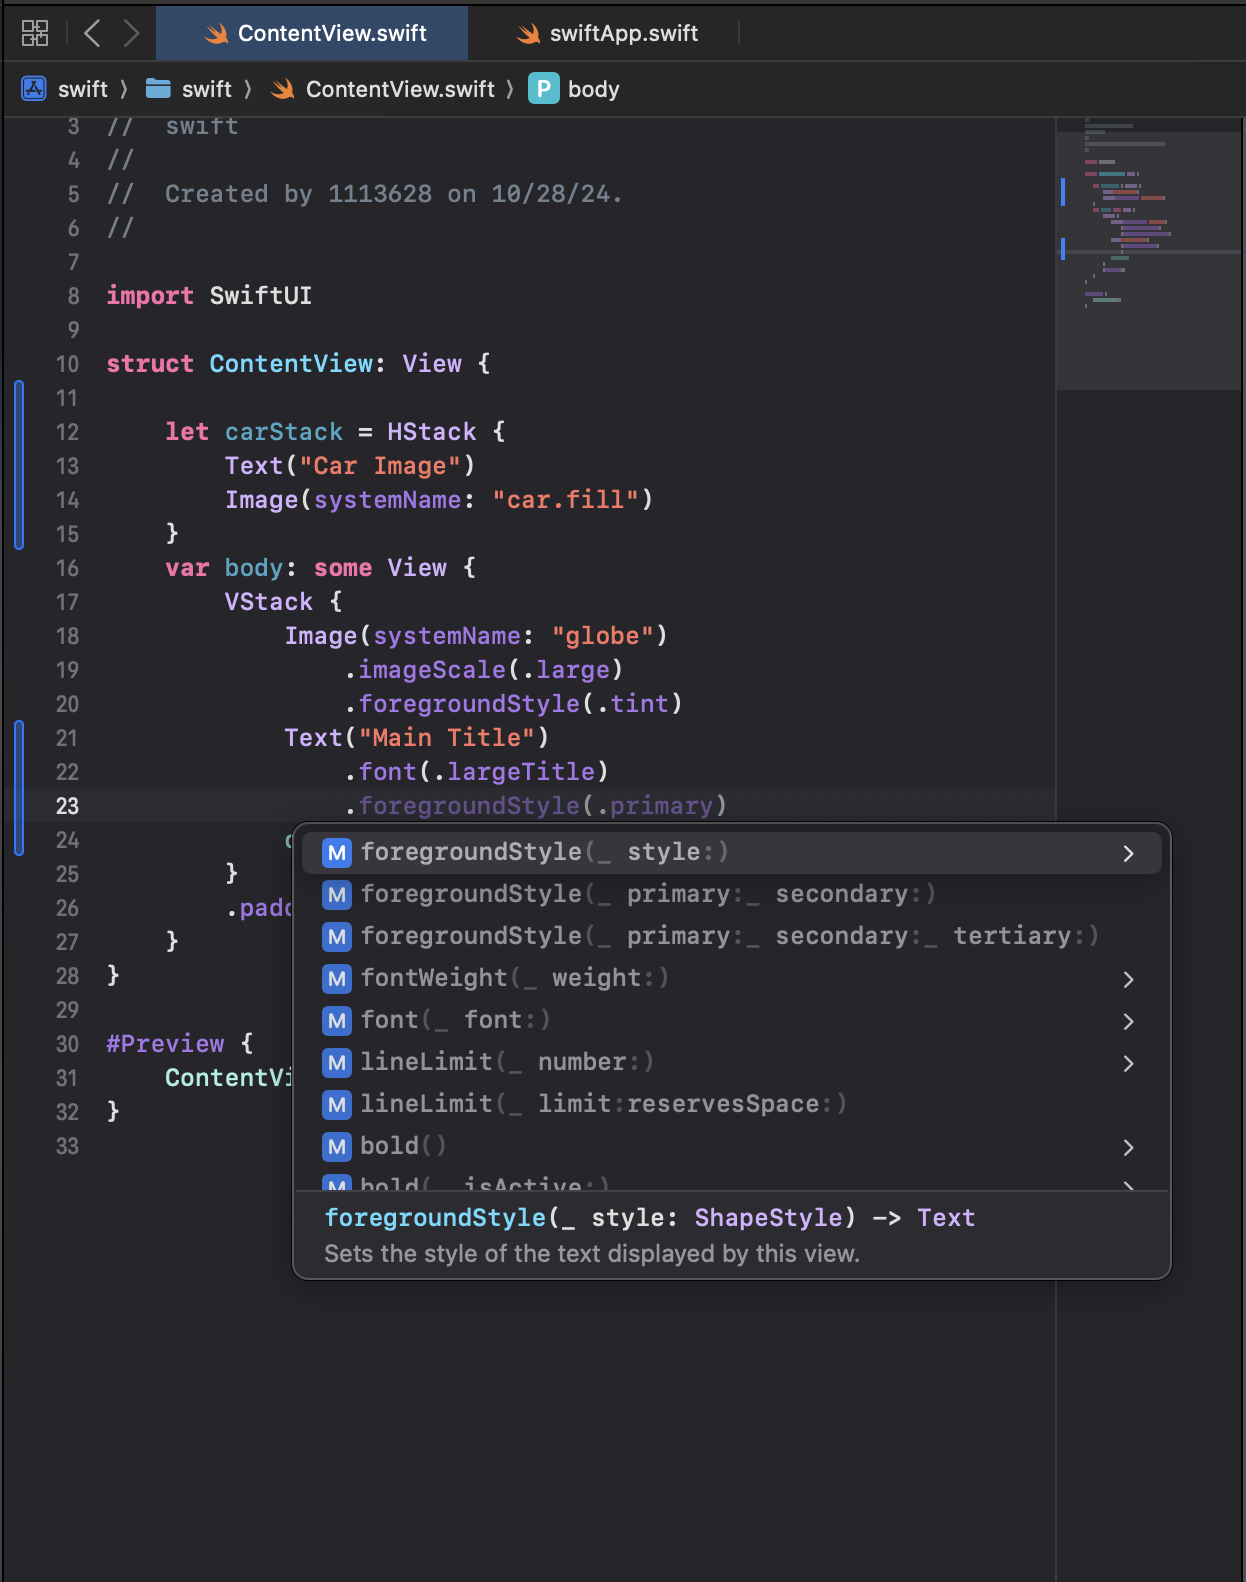 ContentView.swift
swiftApp.swift
swift 〉 swift 〉 ContentView.swift 〉 P body
3 //  swift
4 //
5 //  Created by 1113628 on 10/28/24.
6 //
7
8 import SwiftUI
9
10 struct ContentView: View {
11
12     let carStack = HStack {
13         Text("Car Image")
14         Image(systemName: "car.fill")
15     }
16     var body: some View {
17         VStack {
18             Image(systemName: "globe")
19                 .imageScale(.large)
20                 .foregroundStyle(.tint)
21             Text("Main Title")
22                 .font(.largeTitle)
23                 .foregroundStyle(.primary)
24
25         }
26         .padd
27     }
28 }
29
30 #Preview {
31     ContentVi
32 }
33
M foregroundStyle(_ style:)
M foregroundStyle(_ primary:_ secondary:)
M foregroundStyle(_ primary:_ secondary:_ tertiary:)
M fontWeight(_ weight:)
M font(_ font:)
M lineLimit(_ number:)
M lineLimit(_ limit:reservesSpace:)
M bold()
M bold(_ isActive:)
foregroundStyle(_ style: ShapeStyle) -> Text
Sets the style of the text displayed by this view.